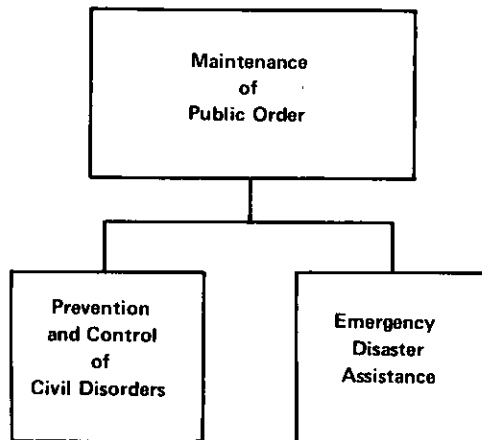 Maintenance
of
Public Order
Prevention
and Control
of
Civil Disorders
Emergency
Disaster
Assistance